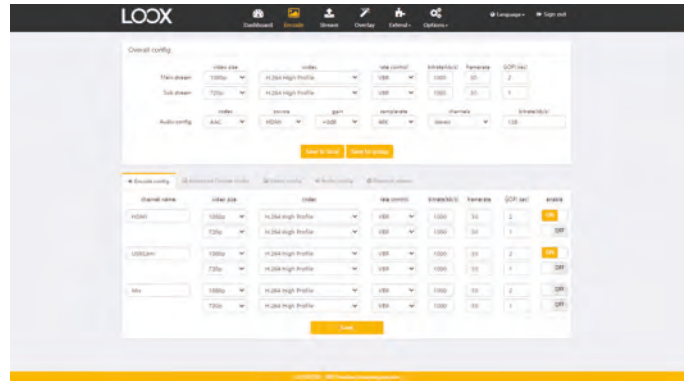 LOOX
Dashboard Encode Stream Overlay Extend Options Language Sign out
Overall config
video size codec rate control bitrate(kb/s) framerate GOP( sec)
Main stream 1080p H.264 High Profile VBR 1000 30 2
Sub stream 720p H.264 High Profile VBR 1000 30 1
codec source gain samplerate channels bitrate(kb/s)
Audio config AAC HDMI +0dB 48K stereo 128
Save to local Save to group
Encode config Advanced Encode config Video config Audio config
channel name video size codec rate control bitrate(kb/s) framerate GOP( sec) enable
HDMI 1080p H.264 High Profile VBR 1000 30 2 ON
720p H.264 High Profile VBR 1000 30 1 OFF
USBCam 1080p H.264 High Profile VBR 1000 30 2 ON
720p H.264 High Profile VBR 1000 30 1 OFF
Mix 1080p H.264 High Profile VBR 1000 30 2 OFF
720p H.264 High Profile VBR 1000 30 1 OFF
Save